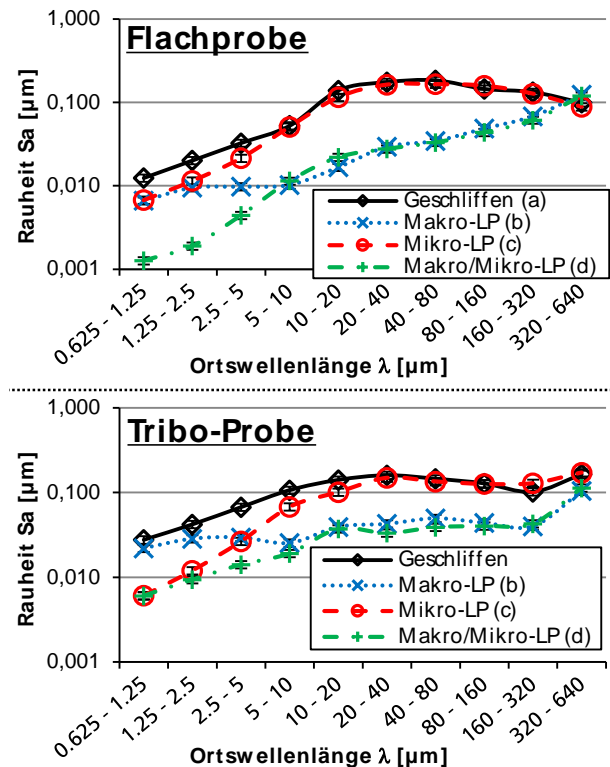 Flachprobe
Rauheit Sa [µm]
1,000
0,100
0,010
0,001
Geschliffen (a)
Makro-LP (b)
Mikro-LP (c)
Makro/Mikro-LP (d)
0.625 - 1.25
1.25 - 2.5
2.5 - 5
5 - 10
10 - 20
20 - 40
40 - 80
80 - 160
160 - 320
320 - 640
Ortswellenlänge λ [µm]
Tribo-Probe
Rauheit Sa [µm]
1,000
0,100
0,010
0,001
Geschliffen
Makro-LP (b)
Mikro-LP (c)
Makro/Mikro-LP (d)
0.625 - 1.25
1.25 - 2.5
2.5 - 5
5 - 10
10 - 20
20 - 40
40 - 80
80 - 160
160 - 320
320 - 640
Ortswellenlänge λ [µm]